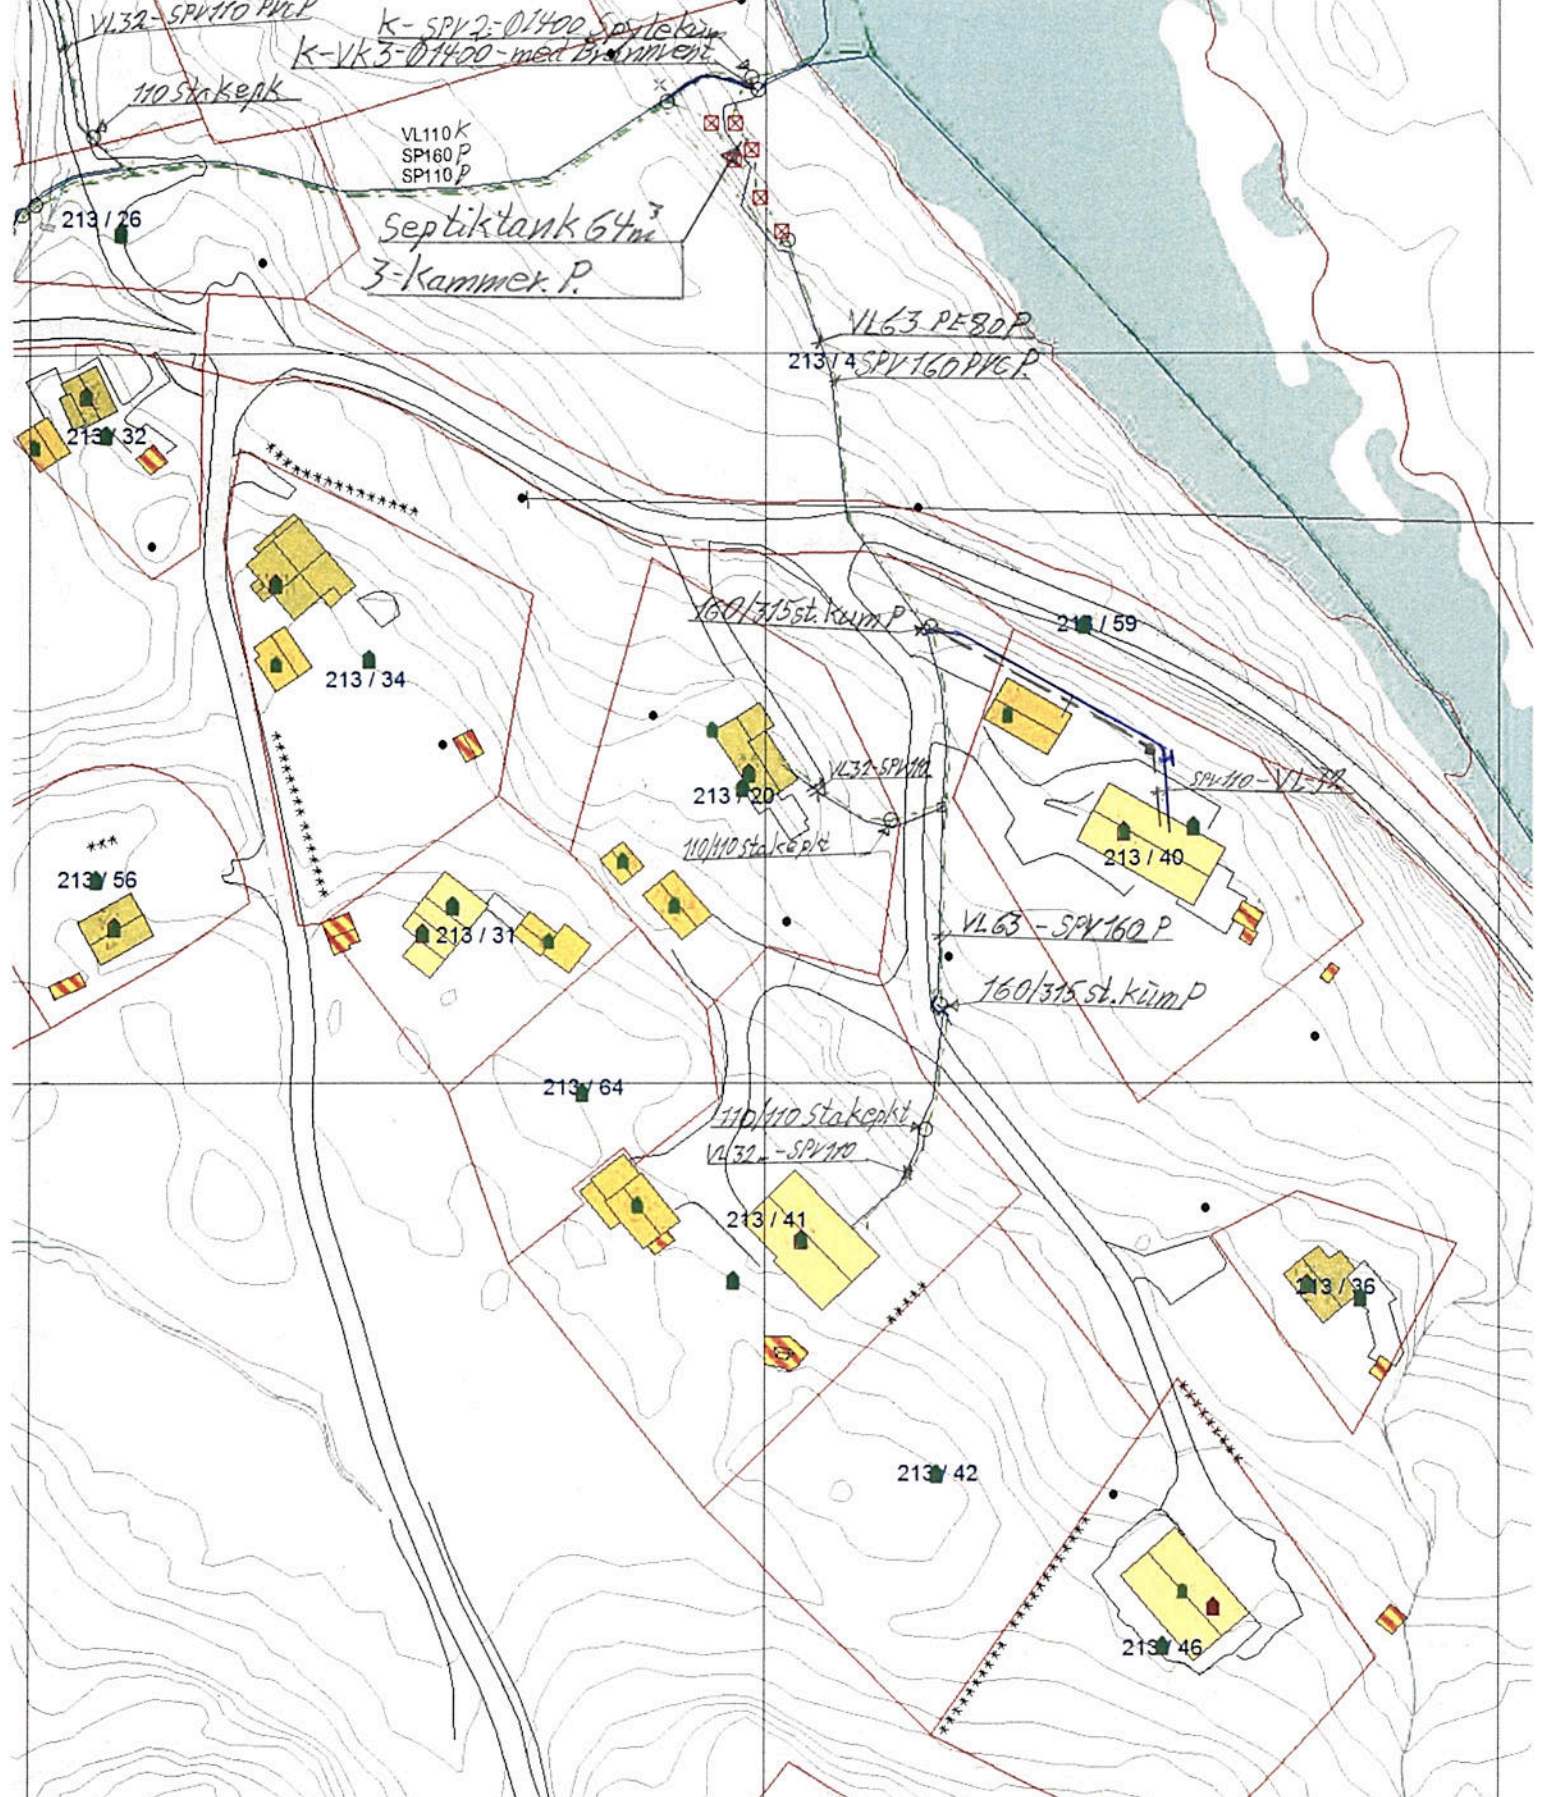 VL32-SPV110 PVC P
K-SPV2=Ø1400 Spylekum
K-VK3-Ø1400-med Brannvent.
110 Stakepk
VL110 K
SP160 P
SP110 P
213 / 26
Septiktank 64m³
3-Kammer. P.
VL63 PE80 P
213 / 4
SPV160 PVC P.
213 / 32
160/315 st.kum P
213 / 59
213 / 34
VL32-SPV110
SPV110-VL-32
213 / 20
110/110 stakepkt
213 / 40
213 / 56
213 / 31
VL63-SPV160 P
160/315 st.kum P
213 / 64
110/110 Stakepkt
VL32-SPV110
213 / 41
213 / 36
213 / 42
213 / 46